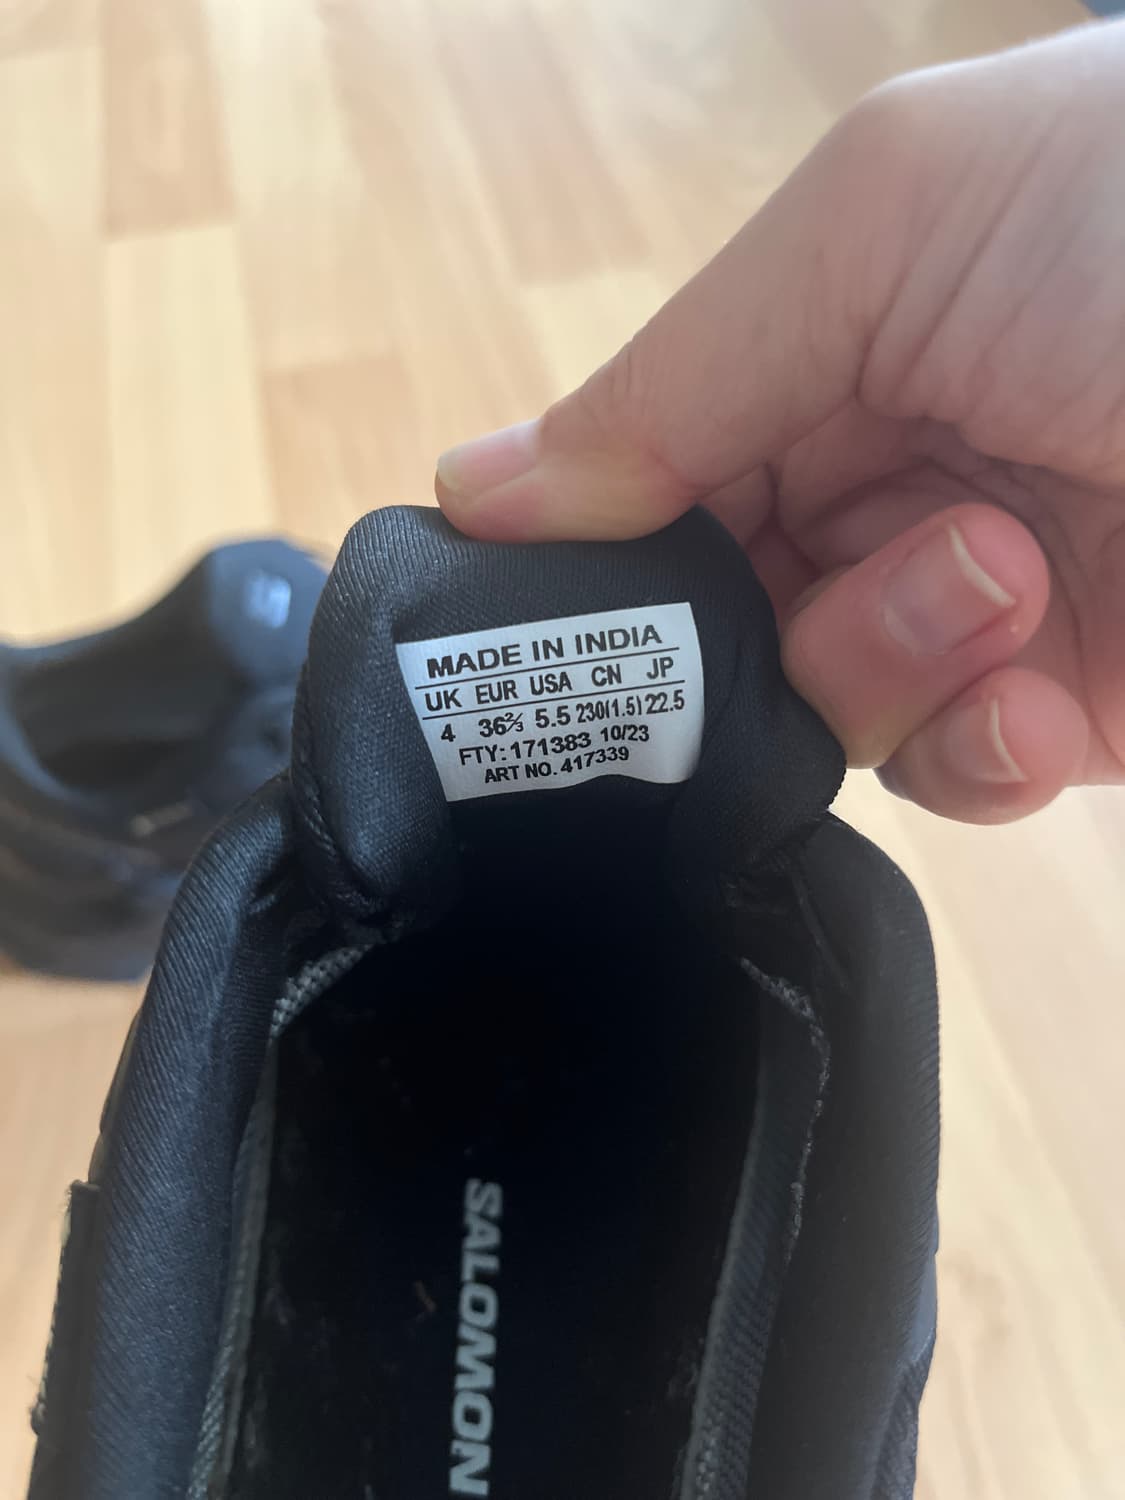 MADE IN INDIA
UK EUR USA CN JP
4 36⅔ 5.5 230(1.5) 22.5
FTY: 171383 10/23
ART NO. 417339
SALOMON